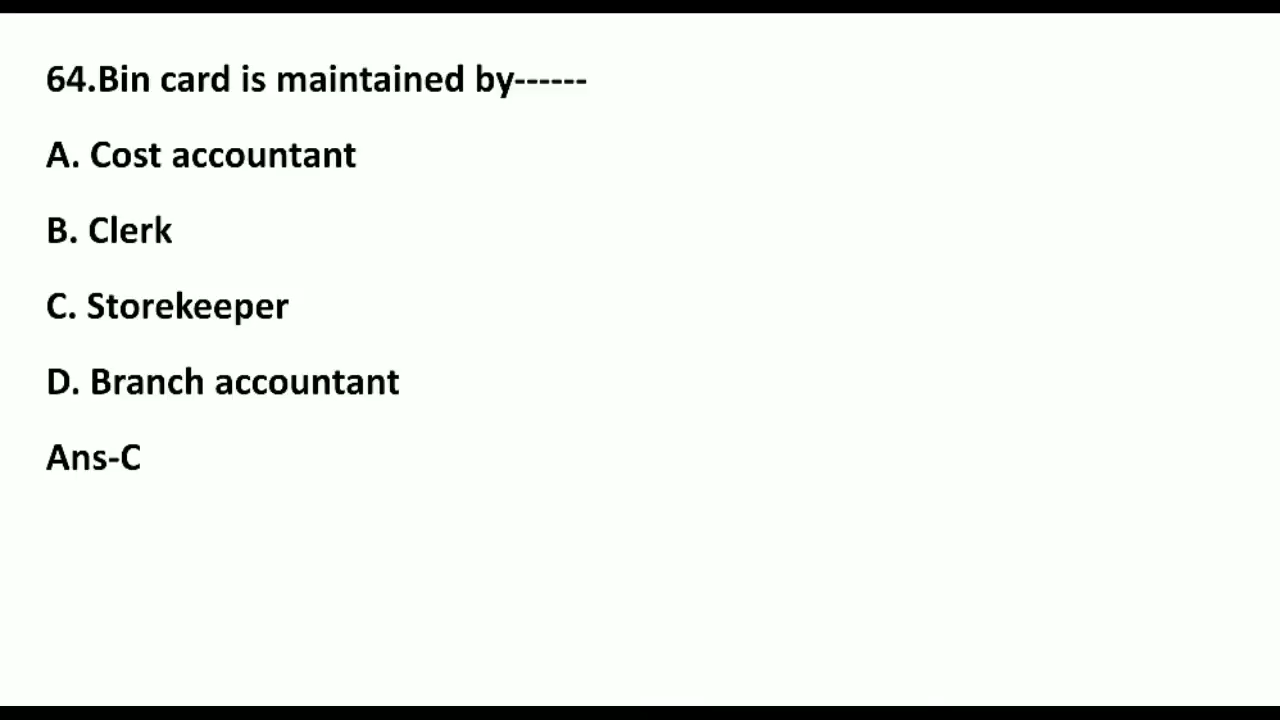 64.Bin card is maintained by------
A. Cost accountant
B. Clerk
C. Storekeeper
D. Branch accountant
Ans-C